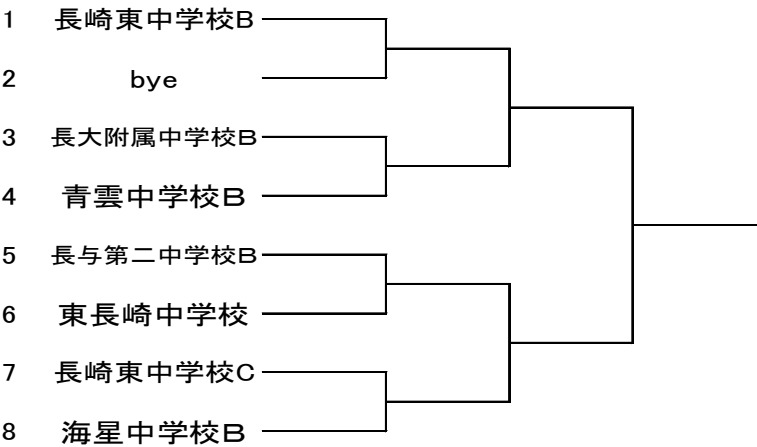 1 長崎東中学校B
2 bye
3 長大附属中学校B
4 青雲中学校B
5 長与第二中学校B
6 東長崎中学校
7 長崎東中学校C
8 海星中学校B